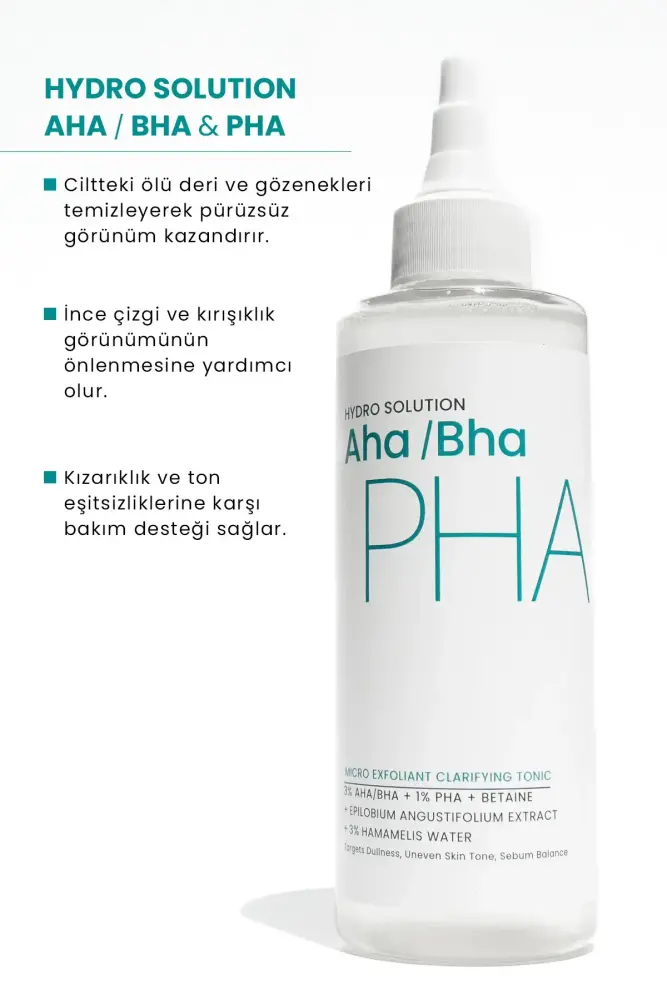 HYDRO SOLUTION
AHA / BHA & PHA
Ciltteki ölü deri ve gözenekleri
temizleyerek pürüzsüz
görünüm kazandırır.
İnce çizgi ve kırışıklık
görünümünün
önlenmesine yardımcı
olur.
Kızarıklık ve ton
eşitsizliklerine karşı
bakım desteği sağlar.
HYDRO SOLUTION
Aha /Bha
PHA
MICRO EXFOLIANT CLARIFYING TONIC
3% AHA/BHA + 1% PHA + BETAINE
+ EPILOBIUM ANGUSTIFOLIUM EXTRACT
+ 3% HAMAMELIS WATER
Targets Dullness, Uneven Skin Tone, Sebum Balance